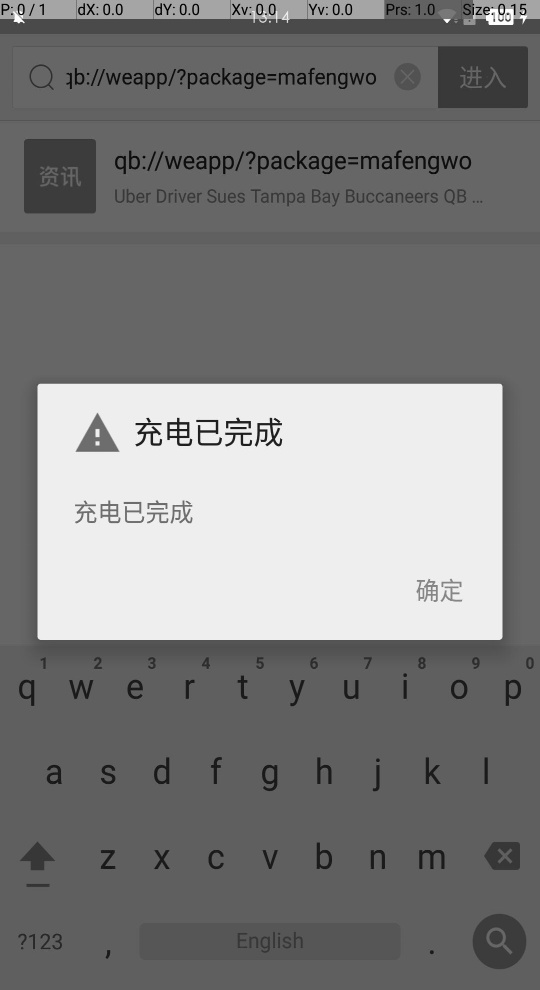 P: 0 / 1 dX: 0.0 dY: 0.0 Xv: 0.0 Yv: 0.0 Prs: 1.0 Size: 0.15
13:14 100
qb://weapp/?package=mafengwo 进入
资讯 qb://weapp/?package=mafengwo
Uber Driver Sues Tampa Bay Buccaneers QB ...
充电已完成
充电已完成
确定
1 2 3 4 5 6 7 8 9 0
q w e r t y u i o p
a s d f g h j k l
z x c v b n m
?123 , English .